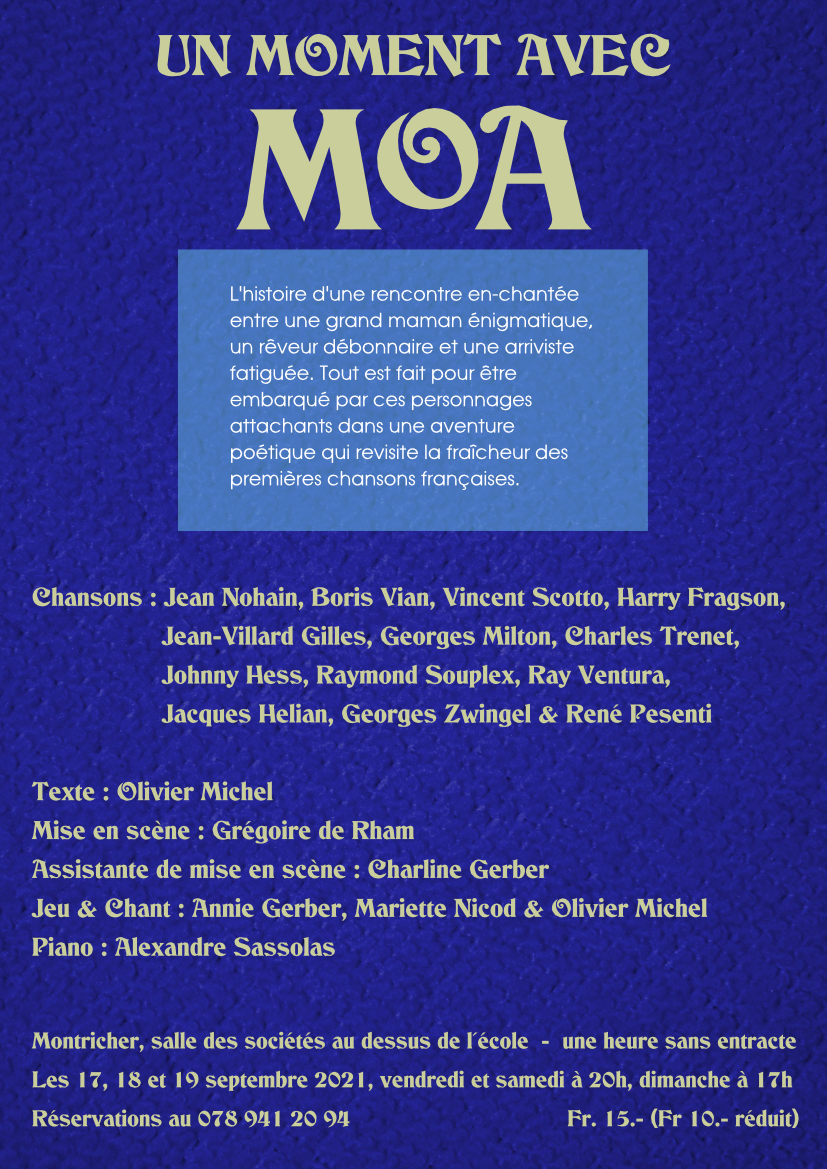 UN MOMENT AVEC
MOA
L'histoire d'une rencontre en-chantée
entre une grand maman énigmatique,
un rêveur débonnaire et une arriviste
fatiguée. Tout est fait pour être
embarqué par ces personnages
attachants dans une aventure
poétique qui revisite la fraîcheur des
premières chansons françaises.
Chansons : Jean Nohain, Boris Vian, Vincent Scotto, Harry Fragson,
Jean-Villard Gilles, Georges Milton, Charles Trenet,
Johnny Hess, Raymond Souplex, Ray Ventura,
Jacques Helian, Georges Zwingel & René Pesenti
Texte : Olivier Michel
Mise en scène : Grégoire de Rham
Assistante de mise en scène : Charline Gerber
Jeu & Chant : Annie Gerber, Mariette Nicod & Olivier Michel
Piano : Alexandre Sassolas
Montricher, salle des sociétés au dessus de l'école - une heure sans entracte
Les 17, 18 et 19 septembre 2021, vendredi et samedi à 20h, dimanche à 17h
Réservations au 078 941 20 94 Fr. 15.- (Fr 10.- réduit)